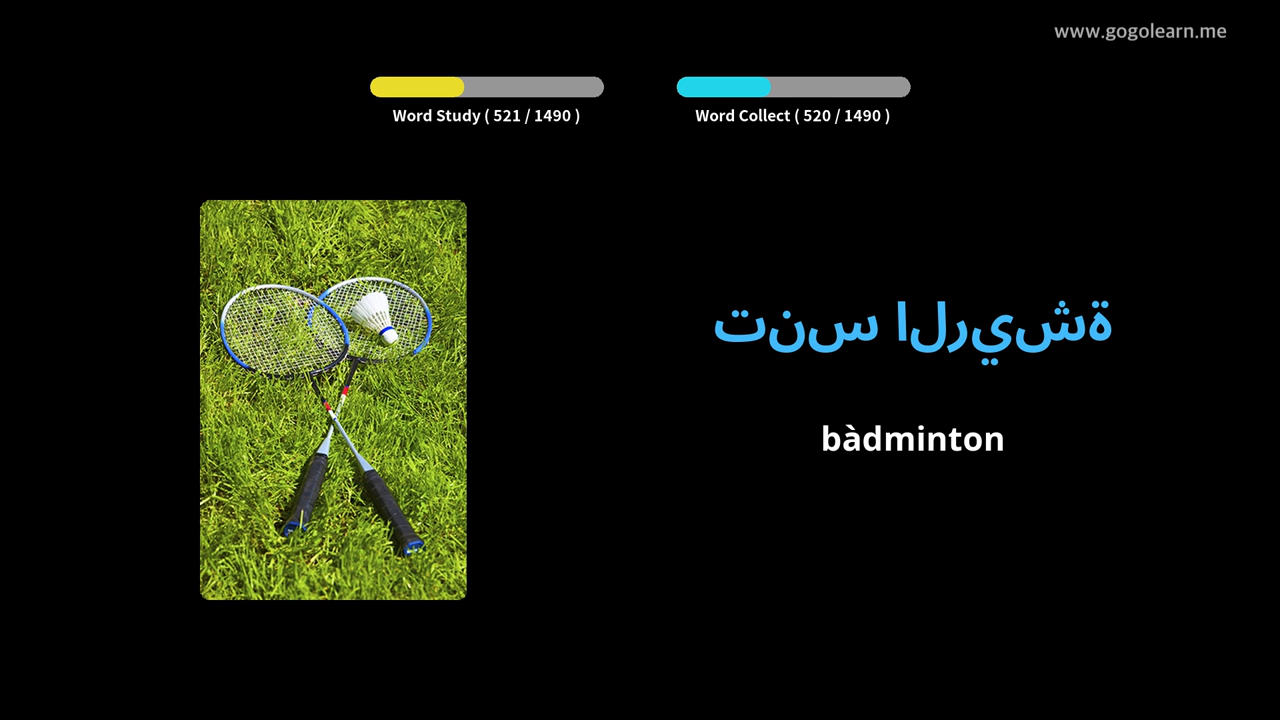 www.gogolearn.me
Word Study ( 521 / 1490 )
Word Collect ( 520 / 1490 )
تنس الريشة
bàdminton